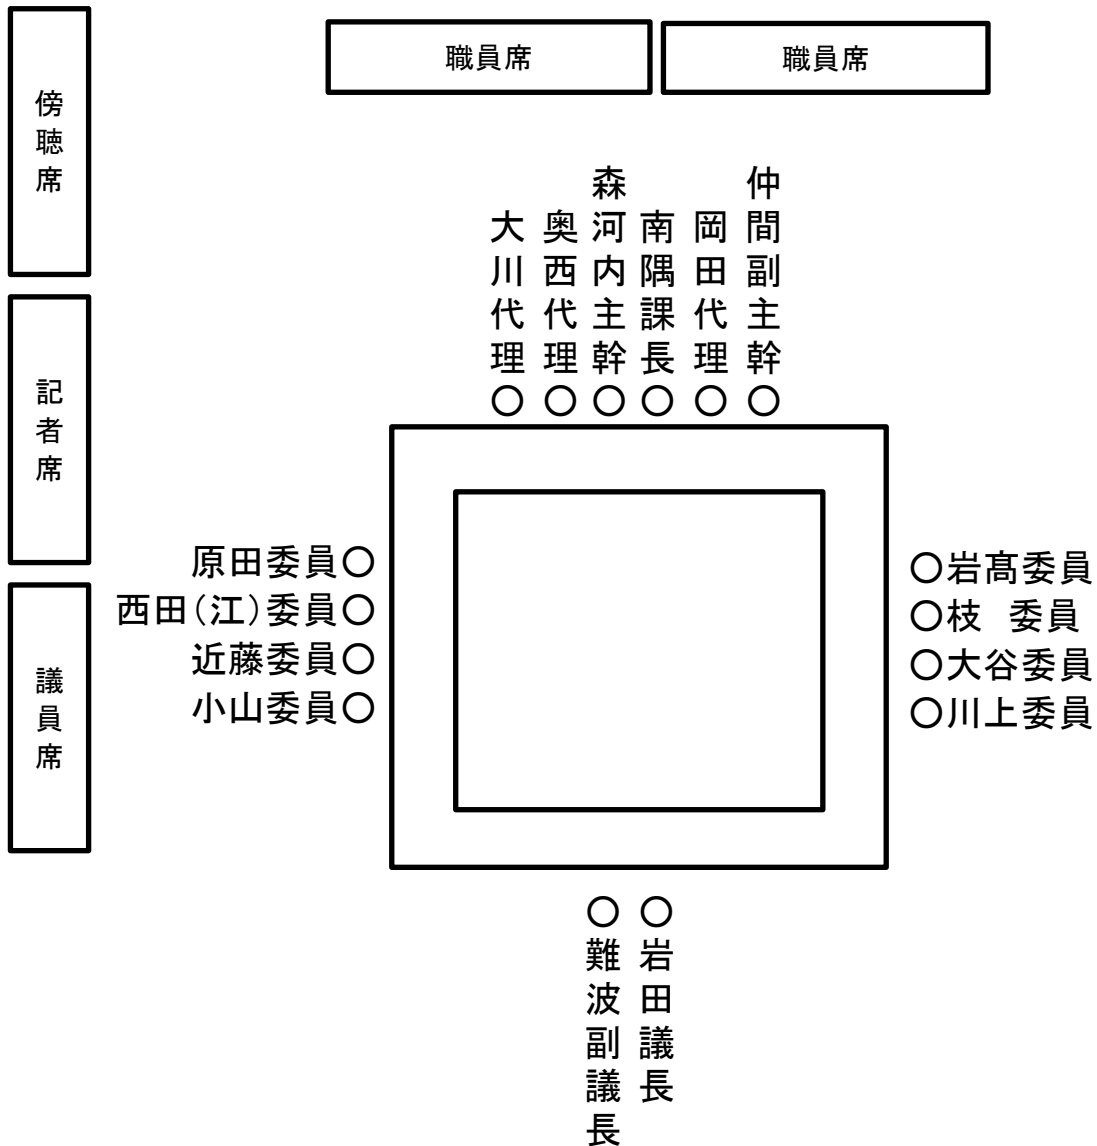 傍聴席
職員席
職員席
大川代理
奥西代理
森河内主幹
南隅課長
岡田代理
仲間副主幹
○○○○○○
記者席
原田委員○
西田(江)委員○
近藤委員○
小山委員○
○岩髙委員
○枝　委員
○大谷委員
○川上委員
議員席
○○
難波副議長
岩田議長